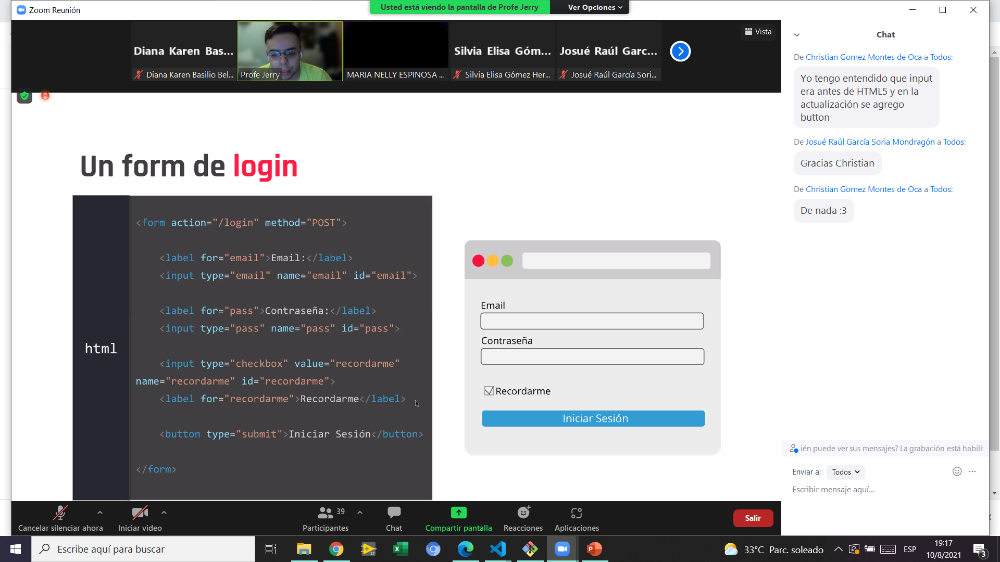 Zoom Reunión
Usted está viendo la pantalla de Profe Jerry
Ver Opciones
Diana Karen Bas...
Silvia Elisa Góm...
Josué Raúl Garc...
Diana Karen Basilio Bel...
Profe Jerry
MARIA NELLY ESPINOSA ...
Silvia Elisa Gómez Her...
Josué Raúl García Sori...
Vista
Un form de login
html
<form action="/login" method="POST">
<label for="email">Email:</label>
<input type="email" name="email" id="email">
<label for="pass">Contraseña:</label>
<input type="pass" name="pass" id="pass">
<input type="checkbox" value="recordarme"
name="recordarme" id="recordarme">
<label for="recordarme">Recordarme</label>
<button type="submit">Iniciar Sesión</button>
</form>
Email
Contraseña
Recordarme
Iniciar Sesión
Chat
De Christian Gomez Montes de Oca a Todos:
Yo tengo entendido que input
era antes de HTML5 y en la
actualización se agrego
button
De Josué Raúl García Soria Mondragón a Todos:
Gracias Christian
De Christian Gomez Montes de Oca a Todos:
De nada :3
ién puede ver sus mensajes? La grabación está habilit
Enviar a: Todos
Escribir mensaje aquí...
Cancelar silenciar ahora
Iniciar video
39
Participantes
Chat
Compartir pantalla
Reacciones
Aplicaciones
Salir
Escribe aquí para buscar
33°C Parc. soleado
ESP
19:17
10/8/2021
3